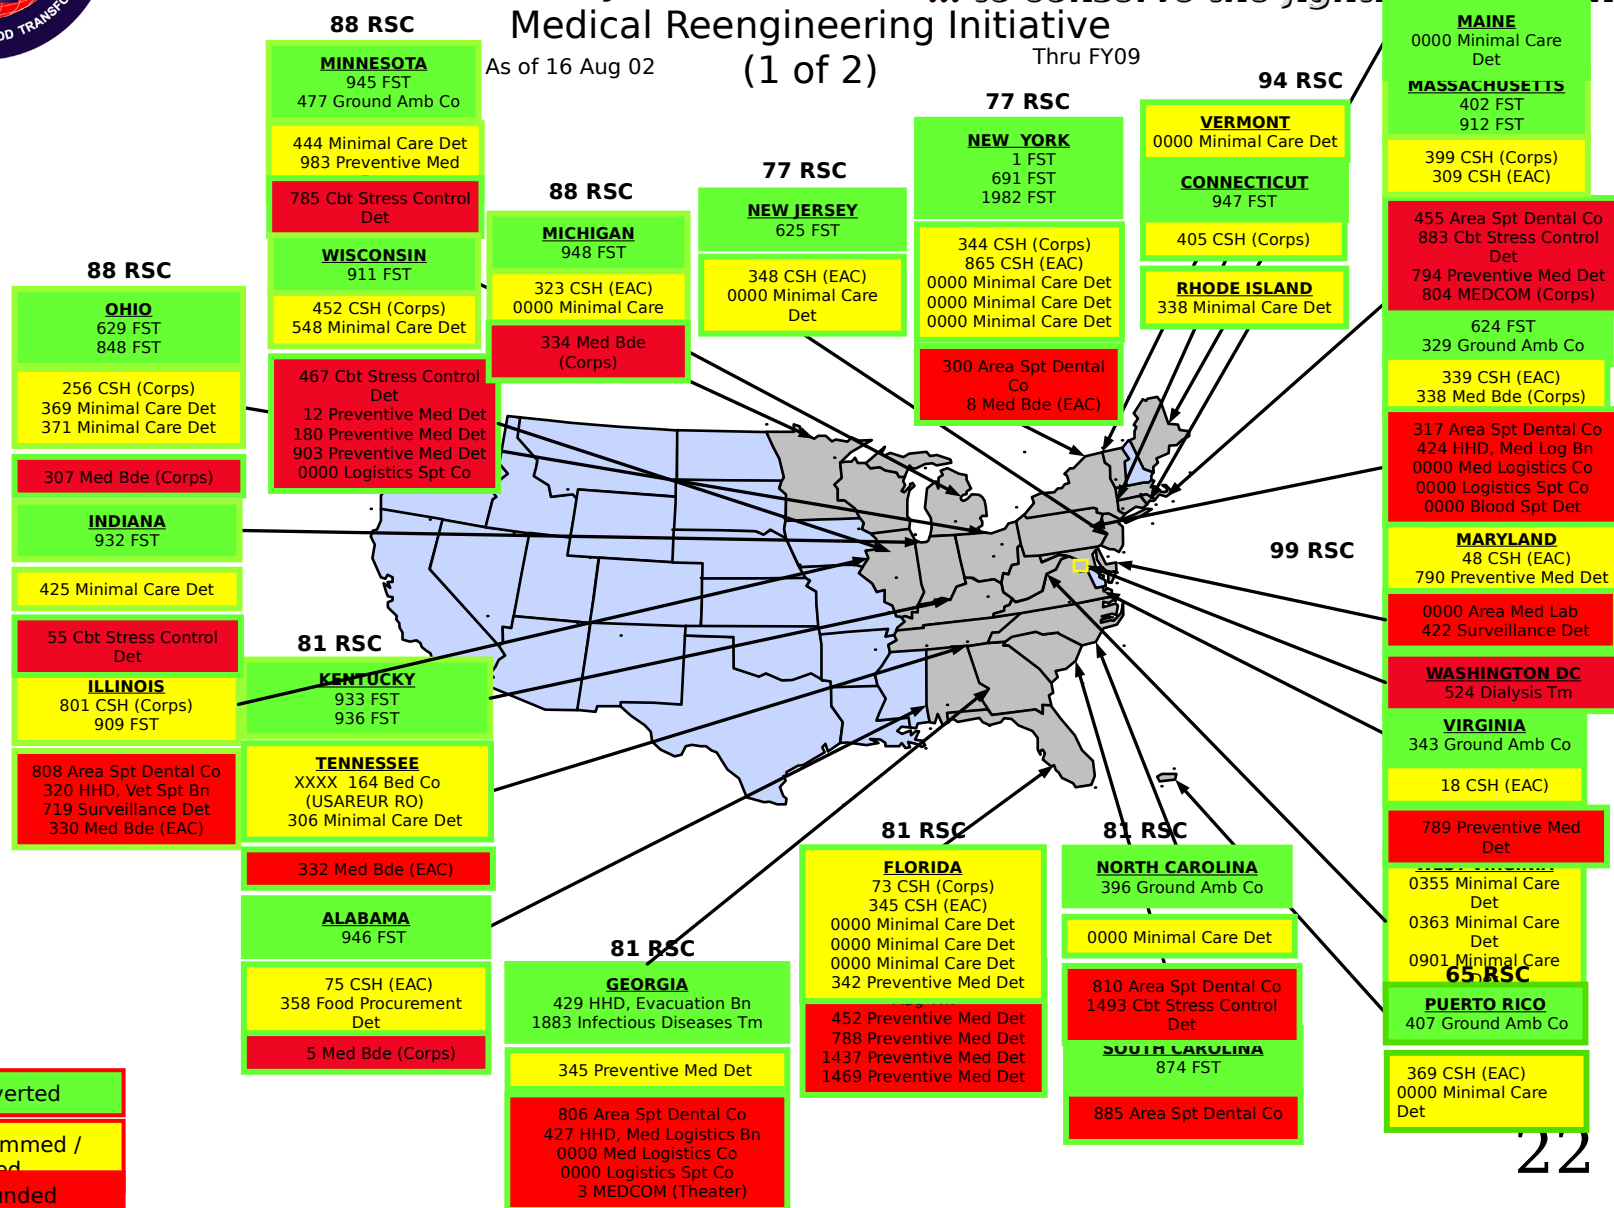 OD TRANSFO
... to conserve the fight
Medical Reengineering Initiative
(1 of 2)
As of 16 Aug 02
Thru FY09
88 RSC
MINNESOTA
945 FST
477 Ground Amb Co
444 Minimal Care Det
983 Preventive Med
785 Cbt Stress Control
Det
WISCONSIN
911 FST
452 CSH (Corps)
548 Minimal Care Det
467 Cbt Stress Control
Det
12 Preventive Med Det
180 Preventive Med Det
903 Preventive Med Det
0000 Logistics Spt Co
88 RSC
MICHIGAN
948 FST
323 CSH (EAC)
0000 Minimal Care
334 Med Bde
(Corps)
77 RSC
NEW JERSEY
625 FST
348 CSH (EAC)
0000 Minimal Care
Det
77 RSC
NEW YORK
1 FST
691 FST
1982 FST
344 CSH (Corps)
865 CSH (EAC)
0000 Minimal Care Det
0000 Minimal Care Det
0000 Minimal Care Det
300 Area Spt Dental
Co
8 Med Bde (EAC)
94 RSC
VERMONT
0000 Minimal Care Det
CONNECTICUT
947 FST
405 CSH (Corps)
RHODE ISLAND
338 Minimal Care Det
MAINE
0000 Minimal Care
Det
MASSACHUSETTS
402 FST
912 FST
399 CSH (Corps)
309 CSH (EAC)
455 Area Spt Dental Co
883 Cbt Stress Control
Det
794 Preventive Med Det
804 MEDCOM (Corps)
624 FST
329 Ground Amb Co
339 CSH (EAC)
338 Med Bde (Corps)
317 Area Spt Dental Co
424 HHD, Med Log Bn
0000 Med Logistics Co
0000 Logistics Spt Co
0000 Blood Spt Det
99 RSC
MARYLAND
48 CSH (EAC)
790 Preventive Med Det
0000 Area Med Lab
422 Surveillance Det
WASHINGTON DC
524 Dialysis Tm
VIRGINIA
343 Ground Amb Co
18 CSH (EAC)
789 Preventive Med
Det
WEST VIRGINIA
0355 Minimal Care
Det
0363 Minimal Care
Det
0901 Minimal Care
Det
65 RSC
PUERTO RICO
407 Ground Amb Co
369 CSH (EAC)
0000 Minimal Care
Det
88 RSC
OHIO
629 FST
848 FST
256 CSH (Corps)
369 Minimal Care Det
371 Minimal Care Det
307 Med Bde (Corps)
INDIANA
932 FST
425 Minimal Care Det
55 Cbt Stress Control
Det
ILLINOIS
801 CSH (Corps)
909 FST
808 Area Spt Dental Co
320 HHD, Vet Spt Bn
719 Surveillance Det
330 Med Bde (EAC)
81 RSC
KENTUCKY
933 FST
936 FST
TENNESSEE
XXXX 164 Bed Co
(USAREUR RO)
306 Minimal Care Det
332 Med Bde (EAC)
ALABAMA
946 FST
75 CSH (EAC)
358 Food Procurement
Det
5 Med Bde (Corps)
81 RSC
GEORGIA
429 HHD, Evacuation Bn
1883 Infectious Diseases Tm
345 Preventive Med Det
806 Area Spt Dental Co
427 HHD, Med Logistics Bn
0000 Med Logistics Co
0000 Logistics Spt Co
3 MEDCOM (Theater)
81 RSC
FLORIDA
73 CSH (Corps)
345 CSH (EAC)
0000 Minimal Care Det
0000 Minimal Care Det
0000 Minimal Care Det
342 Preventive Med Det
452 Preventive Med Det
788 Preventive Med Det
1437 Preventive Med Det
1469 Preventive Med Det
81 RSC
NORTH CAROLINA
396 Ground Amb Co
0000 Minimal Care Det
810 Area Spt Dental Co
1493 Cbt Stress Control
Det
SOUTH CAROLINA
874 FST
885 Area Spt Dental Co
verted
mmed /
ed
unded
22